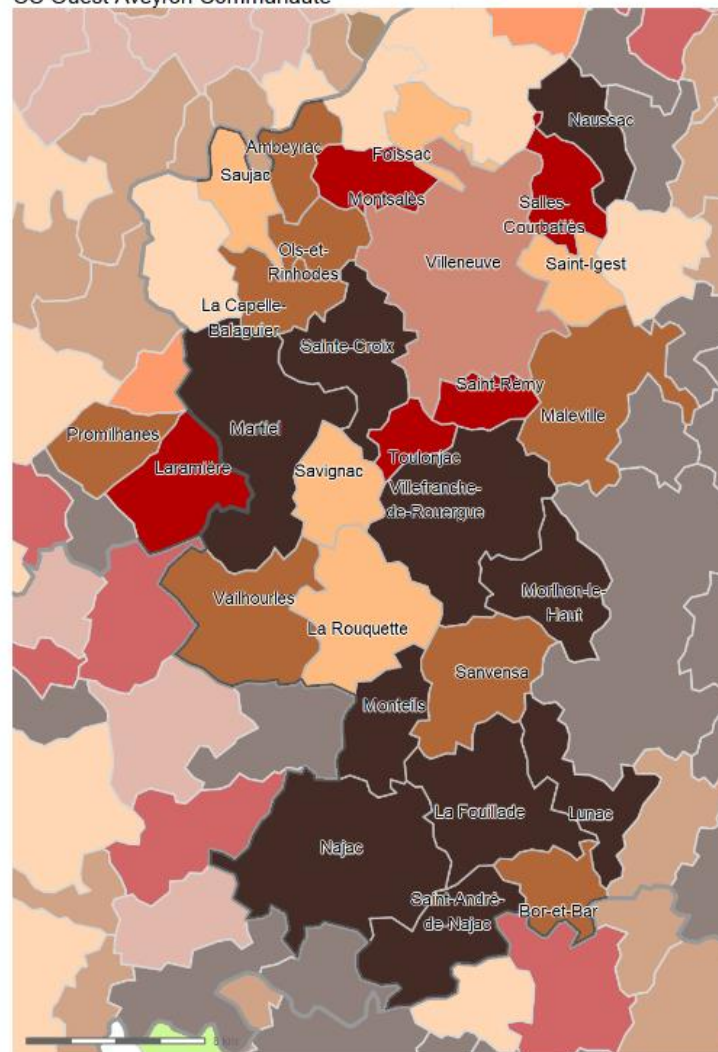 CC Ouest Aveyron Communauté
Naussac
Ambeyrac
Foissac
Saujac
Montsalès
Salles-
Courbatiès
Ols-et-
Rinhodes
Villeneuve
Saint-Igest
La Capelle-
Balaguier
Sainte-Croix
Saint-Rémy
Maleville
Promilhanes
Martiel
Toulonjac
Laramière
Savignac
Villefranche-
de-Rouergue
Vailhourles
Morlhon-le-
Haut
La Rouquette
Sanvensa
Monteils
La Fouillade
Lunac
Najac
Saint-André-
de-Najac
Bor-et-Bar
8 km